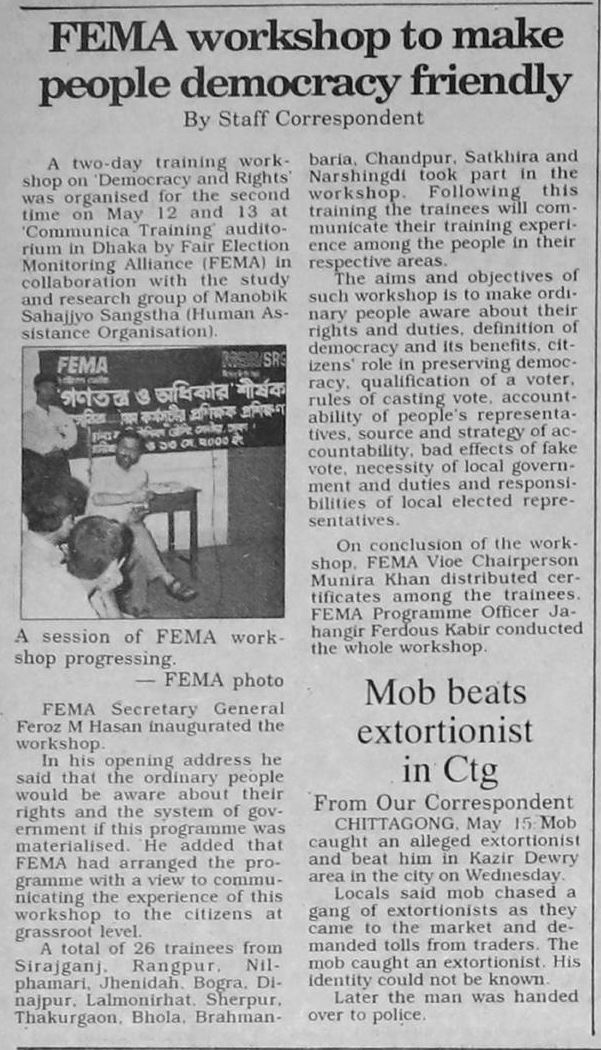 FEMA workshop to make
people democracy friendly
By Staff Correspondent
A two-day training work-
shop on 'Democracy and Rights'
was organised for the second
time on May 12 and 13 at
'Communica Training' audito-
rium in Dhaka by Fair Election
Monitoring Alliance (FEMA) in
collaboration with the study
and research group of Manobik
Sahajjyo Sangstha (Human As-
sistance Organisation).
FEMA
SRG
গণতন্ত্র ও অধিকার শীর্ষক
প্রশিক্ষক প্রশিক্ষণ
ও ১৩ মে, ২০০০ ইং
A session of FEMA work-
shop progressing.
— FEMA photo
FEMA Secretary General
Feroz M Hasan inaugurated the
workshop.
In his opening address he
said that the ordinary people
would be aware about their
rights and the system of gov-
ernment if this programme was
materialised. He added that
FEMA had arranged the pro-
gramme with a view to commu-
nicating the experience of this
workshop to the citizens at
grassroot level.
A total of 26 trainees from
Sirajganj, Rangpur, Nil-
phamari, Jhenidah, Bogra, Di-
najpur, Lalmonirhat, Sherpur,
Thakurgaon, Bhola, Brahman-
baria, Chandpur, Satkhira and
Narshingdi took part in the
workshop. Following this
training the trainees will com-
municate their training experi-
ence among the people in their
respective areas.
The aims and objectives of
such workshop is to make ordi-
nary people aware about their
rights and duties, definition of
democracy and its benefits, cit-
izens' role in preserving democ-
racy, qualification of a voter,
rules of casting vote, account-
ability of people's representa-
tives, source and strategy of ac-
countability, bad effects of fake
vote, necessity of local govern-
ment and duties and responsi-
bilities of local elected repre-
sentatives.
On conclusion of the work-
shop, FEMA Vioe Chairperson
Munira Khan distributed cer-
tificates among the trainees.
FEMA Programme Officer Ja-
hangir Ferdous Kabir conducted
the whole workshop.
Mob beats
extortionist
in Ctg
From Our Correspondent
CHITTAGONG, May 15: Mob
caught an alleged extortionist
and beat him in Kazir Dewry
area in the city on Wednesday.
Locals said mob chased a
gang of extortionists as they
came to the market and de-
manded tolls from traders. The
mob caught an extortionist. His
identity could not be known.
Later the man was handed
over to police.